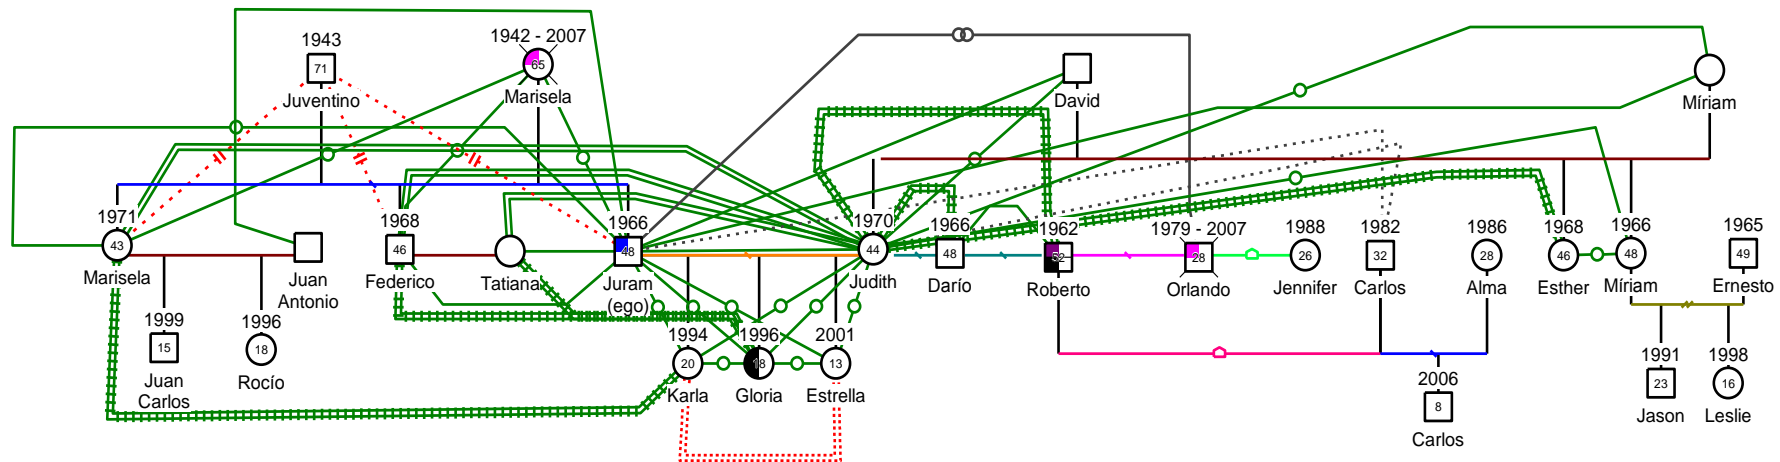 1943
71
Juventino
1942 - 2007
65
Marisela
David
Míriam
1971
43
Marisela
Juan
Antonio
1968
46
Federico
Tatiana
1966
48
Juram
(ego)
1970
44
Judith
1966
48
Darío
1962
52
Roberto
1979 - 2007
28
Orlando
1988
26
Jennifer
1982
32
Carlos
1986
28
Alma
1968
46
Esther
1966
48
Míriam
1965
49
Ernesto
1999
15
Juan
Carlos
1996
18
Rocío
1994
20
Karla
1996
18
Gloria
2001
13
Estrella
2006
8
Carlos
1991
23
Jason
1998
16
Leslie